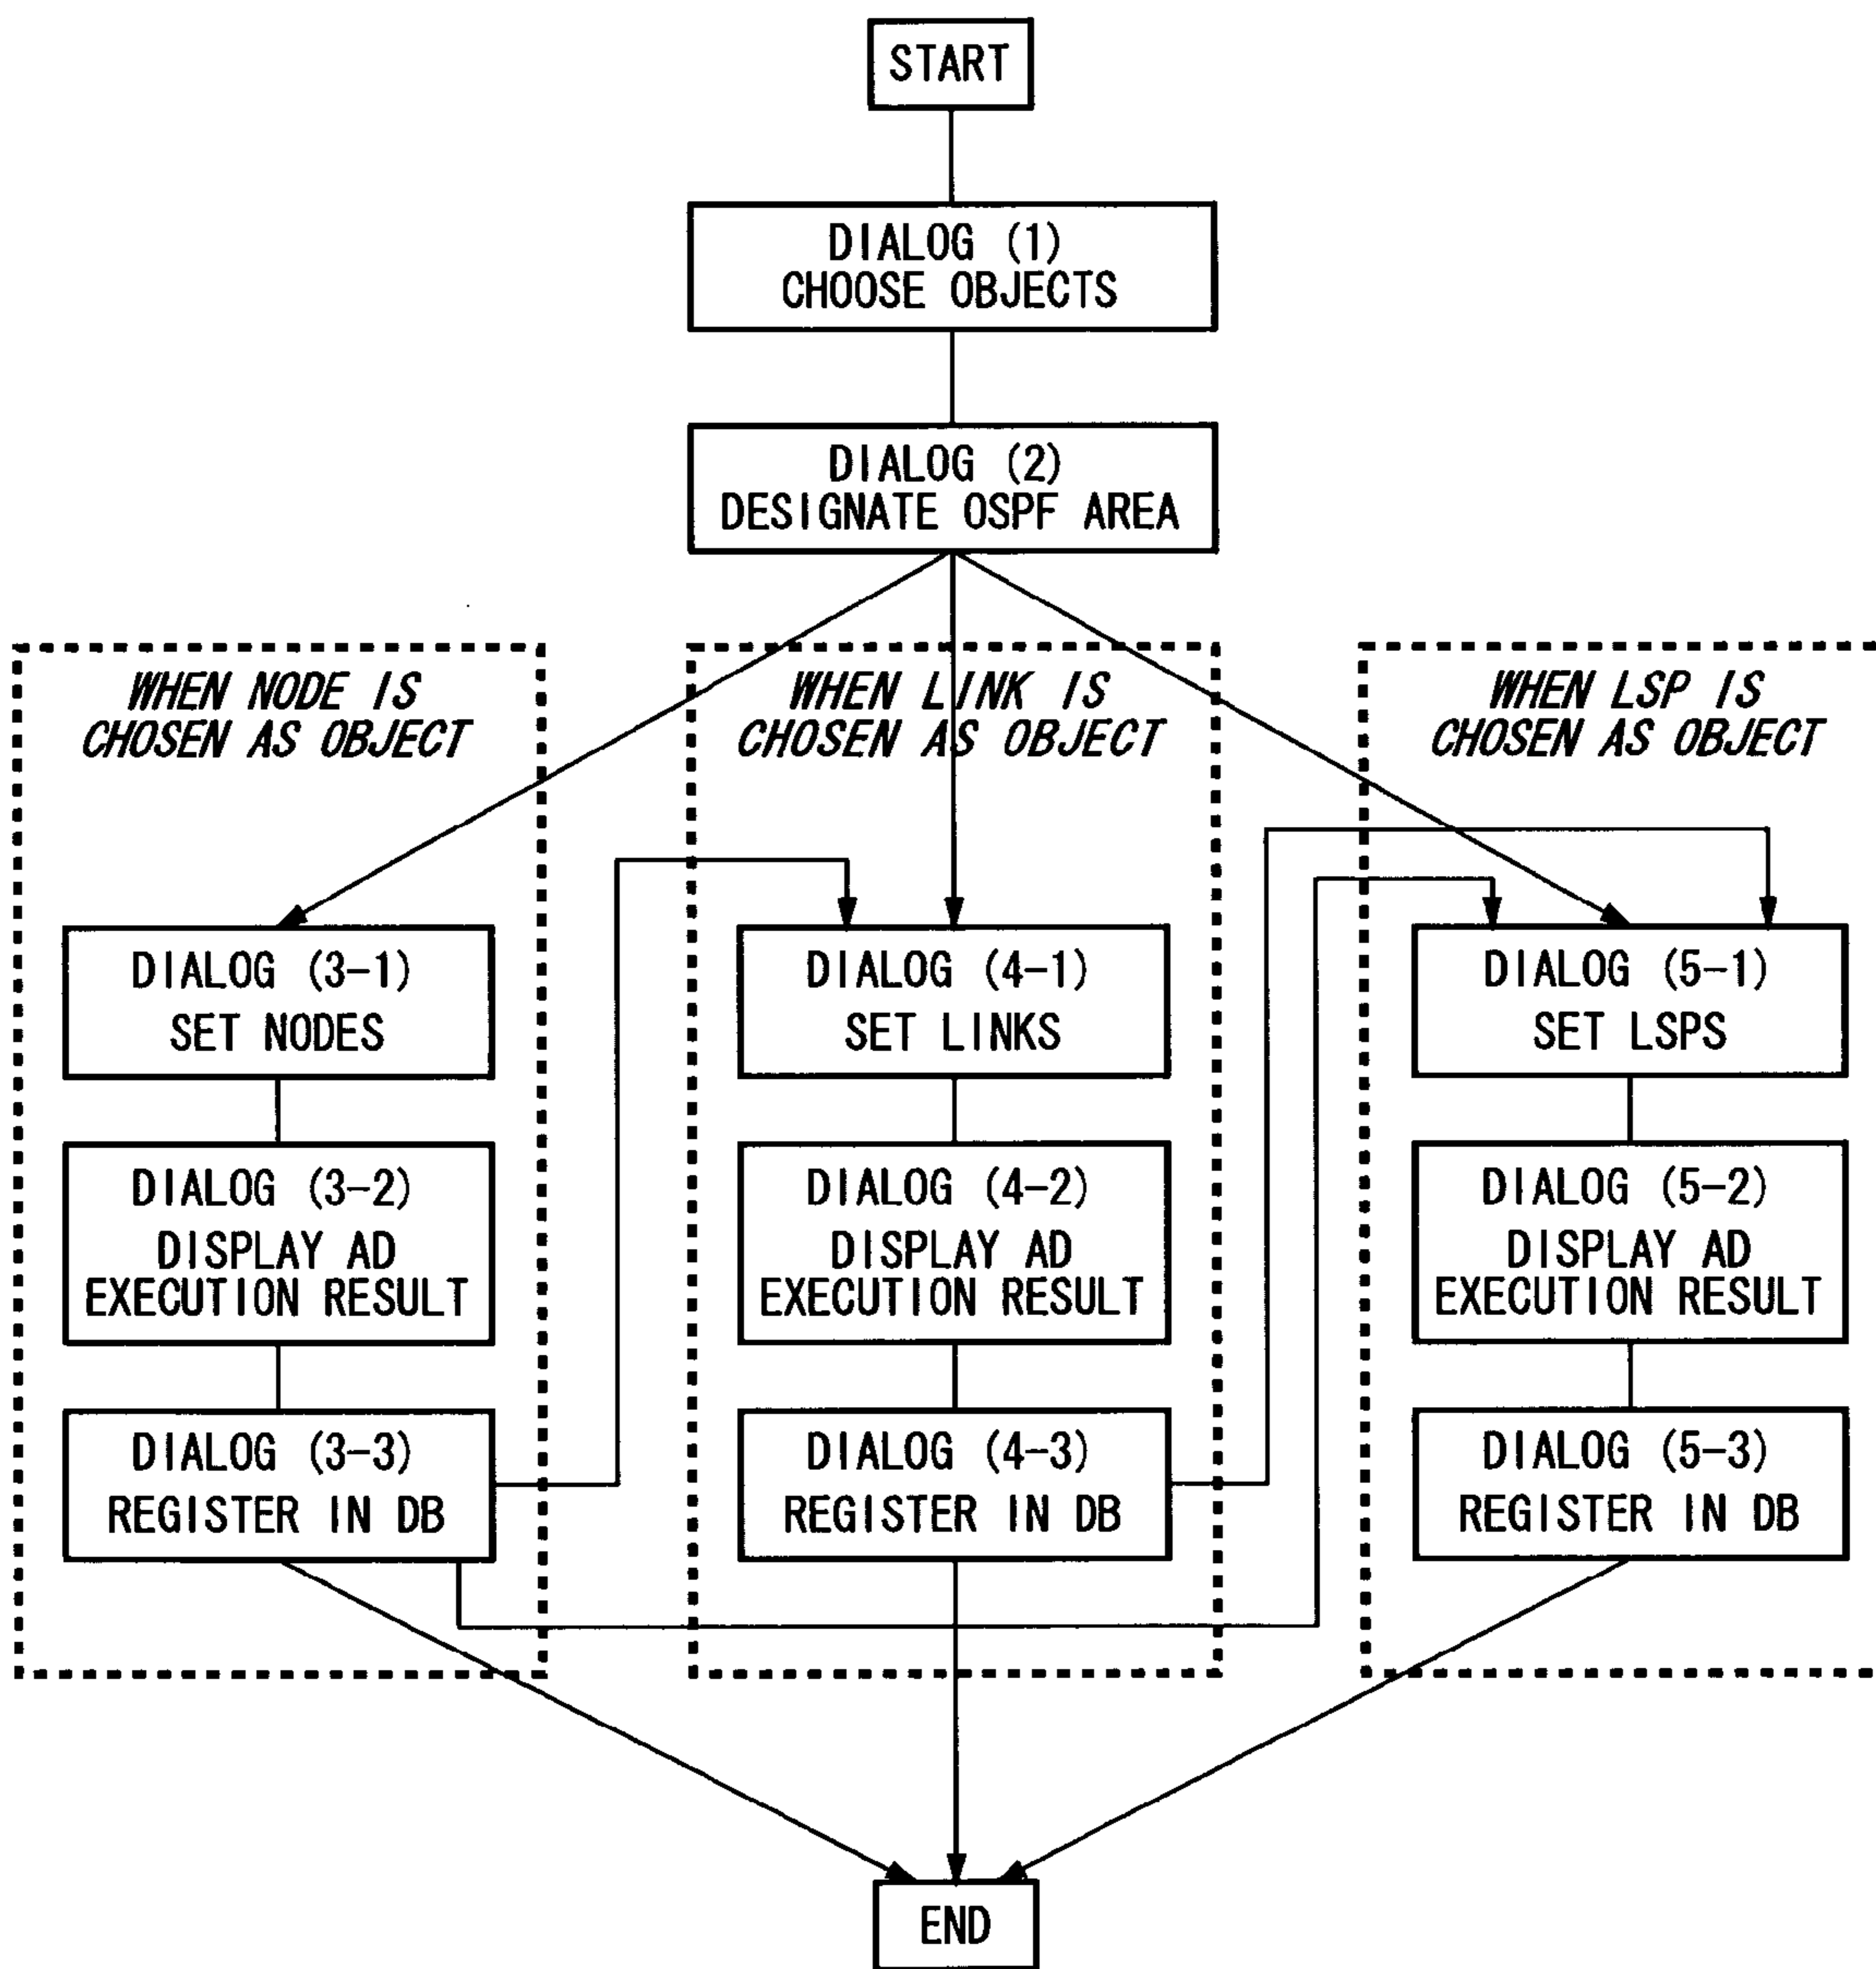 START
DIALOG (1)
CHOOSE OBJECTS
DIALOG (2)
DESIGNATE OSPF AREA
WHEN NODE IS
CHOSEN AS OBJECT
WHEN LINK IS
CHOSEN AS OBJECT
WHEN LSP IS
CHOSEN AS OBJECT
DIALOG (3-1)
SET NODES
DIALOG (4-1)
SET LINKS
DIALOG (5-1)
SET LSPS
DIALOG (3-2)
DISPLAY AD
EXECUTION RESULT
DIALOG (4-2)
DISPLAY AD
EXECUTION RESULT
DIALOG (5-2)
DISPLAY AD
EXECUTION RESULT
DIALOG (3-3)
REGISTER IN DB
DIALOG (4-3)
REGISTER IN DB
DIALOG (5-3)
REGISTER IN DB
END